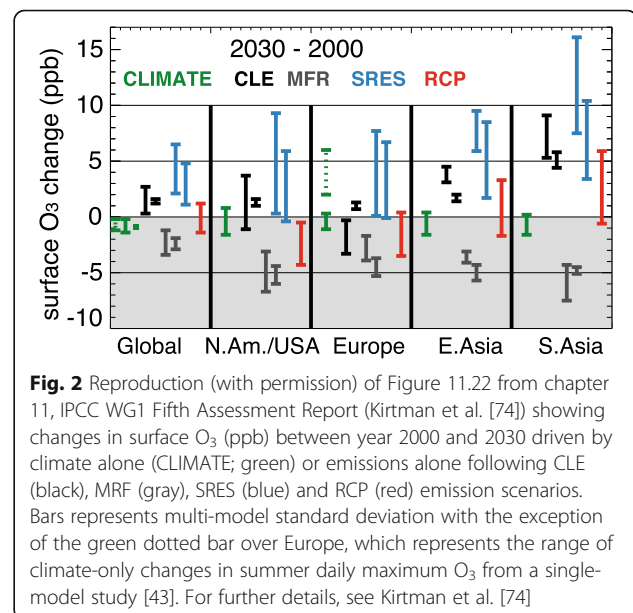 2030 - 2000
CLIMATE CLE MFR SRES RCP
surface O₃ change (ppb)
15
10
5
0
-5
-10
Global N.Am./USA Europe E.Asia S.Asia
Fig. 2 Reproduction (with permission) of Figure 11.22 from chapter
11, IPCC WG1 Fifth Assessment Report (Kirtman et al. [74]) showing
changes in surface O₃ (ppb) between year 2000 and 2030 driven by
climate alone (CLIMATE; green) or emissions alone following CLE
(black), MRF (gray), SRES (blue) and RCP (red) emission scenarios.
Bars represents multi-model standard deviation with the exception
of the green dotted bar over Europe, which represents the range of
climate-only changes in summer daily maximum O₃ from a single-
model study [43]. For further details, see Kirtman et al. [74]